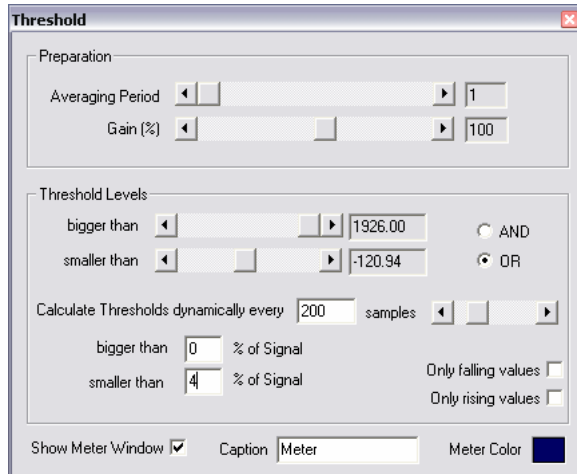 Threshold
Preparation
Averaging Period 1
Gain (%) 100
Threshold Levels
bigger than 1926.00 AND
smaller than -120.94 OR
Calculate Thresholds dynamically every 200 samples
bigger than 0 % of Signal
smaller than 4 % of Signal
Only falling values
Only rising values
Show Meter Window Caption Meter Meter Color